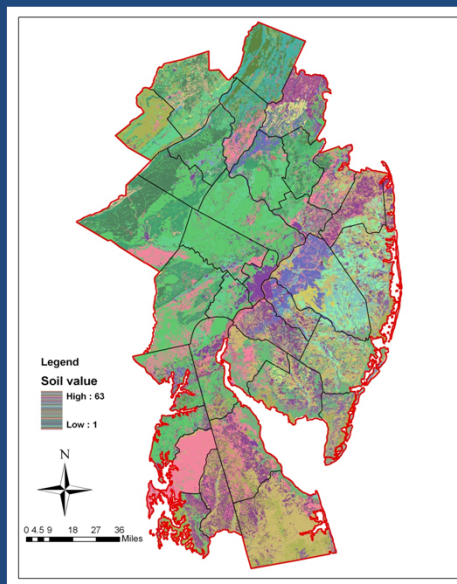 Legend
Soil value
High : 63
Low : 1
N
0 4.5 9 18 27 36
Miles